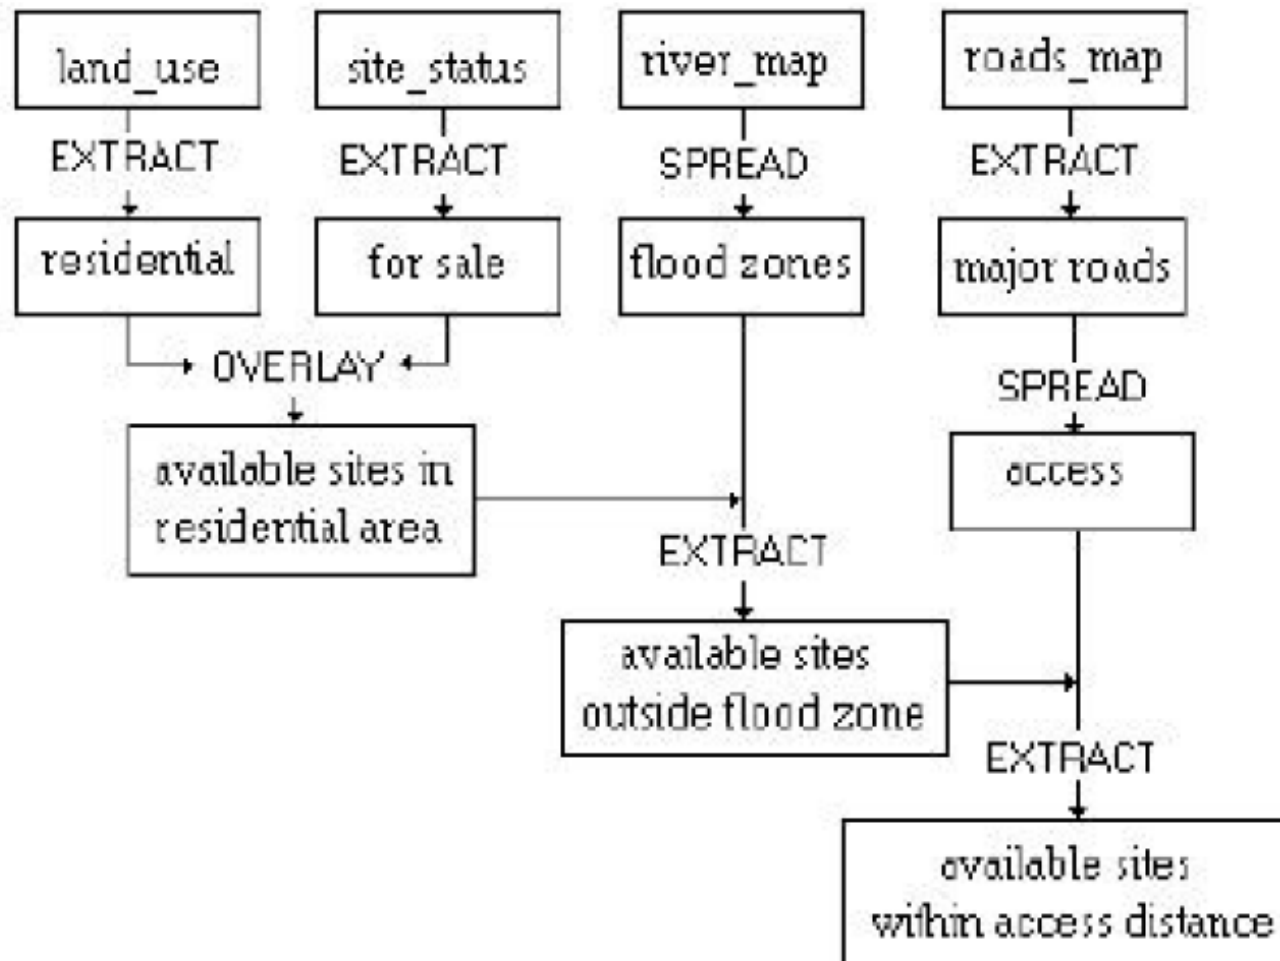 land_use
site_status
river_map
roads_map
EXTRACT
EXTRACT
SPREAD
EXTRACT
residential
for sale
flood zones
major roads
OVERLAY
SPREAD
available sites in
residential area
access
EXTRACT
available sites
outside flood zone
EXTRACT
available sites
within access distance